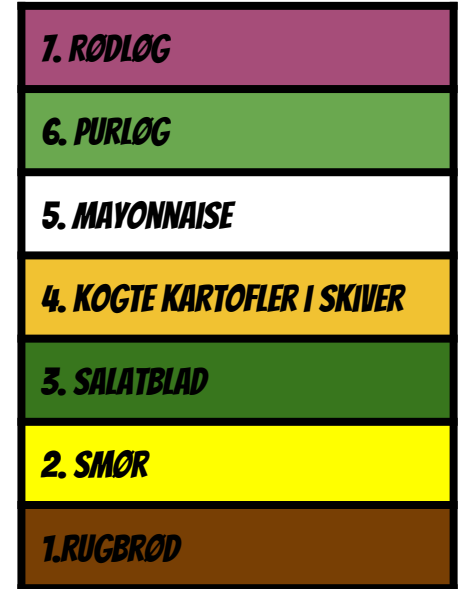 7. RØDLØG
6. PURLØG
5. MAYONNAISE
4. KOGTE KARTOFLER I SKIVER
3. SALATBLAD
2. SMØR
1.RUGBRØD